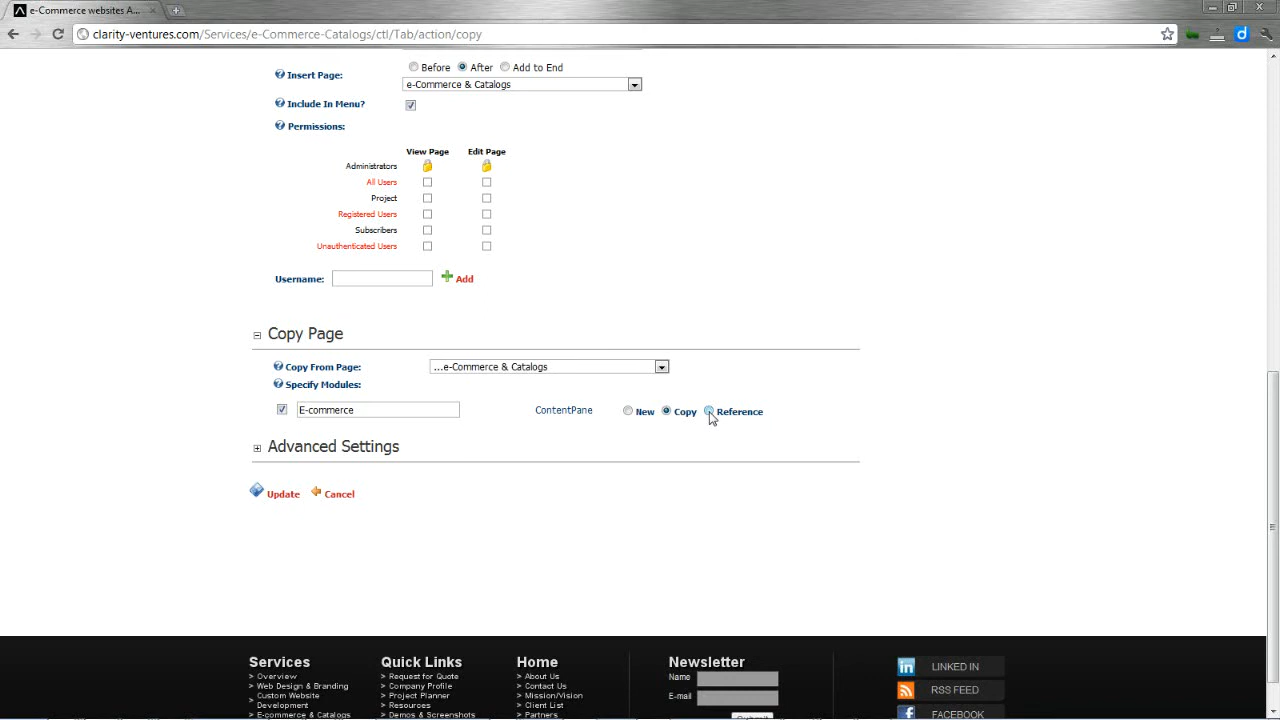 e-Commerce websites A...
clarity-ventures.com/Services/e-Commerce-Catalogs/ctl/Tab/action/copy
Insert Page:
Before After Add to End
e-Commerce & Catalogs
Include In Menu?
Permissions:
View Page Edit Page
Administrators
All Users
Project
Registered Users
Subscribers
Unauthenticated Users
Username: Add
Copy Page
Copy From Page: ...e-Commerce & Catalogs
Specify Modules:
E-commerce ContentPane New Copy Reference
Advanced Settings
Update Cancel
Services Quick Links Home Newsletter
> Overview > Request for Quote > About Us Name LINKED IN
> Web Design & Branding > Company Profile > Contact Us
Custom Website > Project Planner > Mission/Vision E-mail RSS FEED
Development > Resources > Client List
> E-commerce & Catalogs > Demos & Screenshots > Partners Submit FACEBOOK